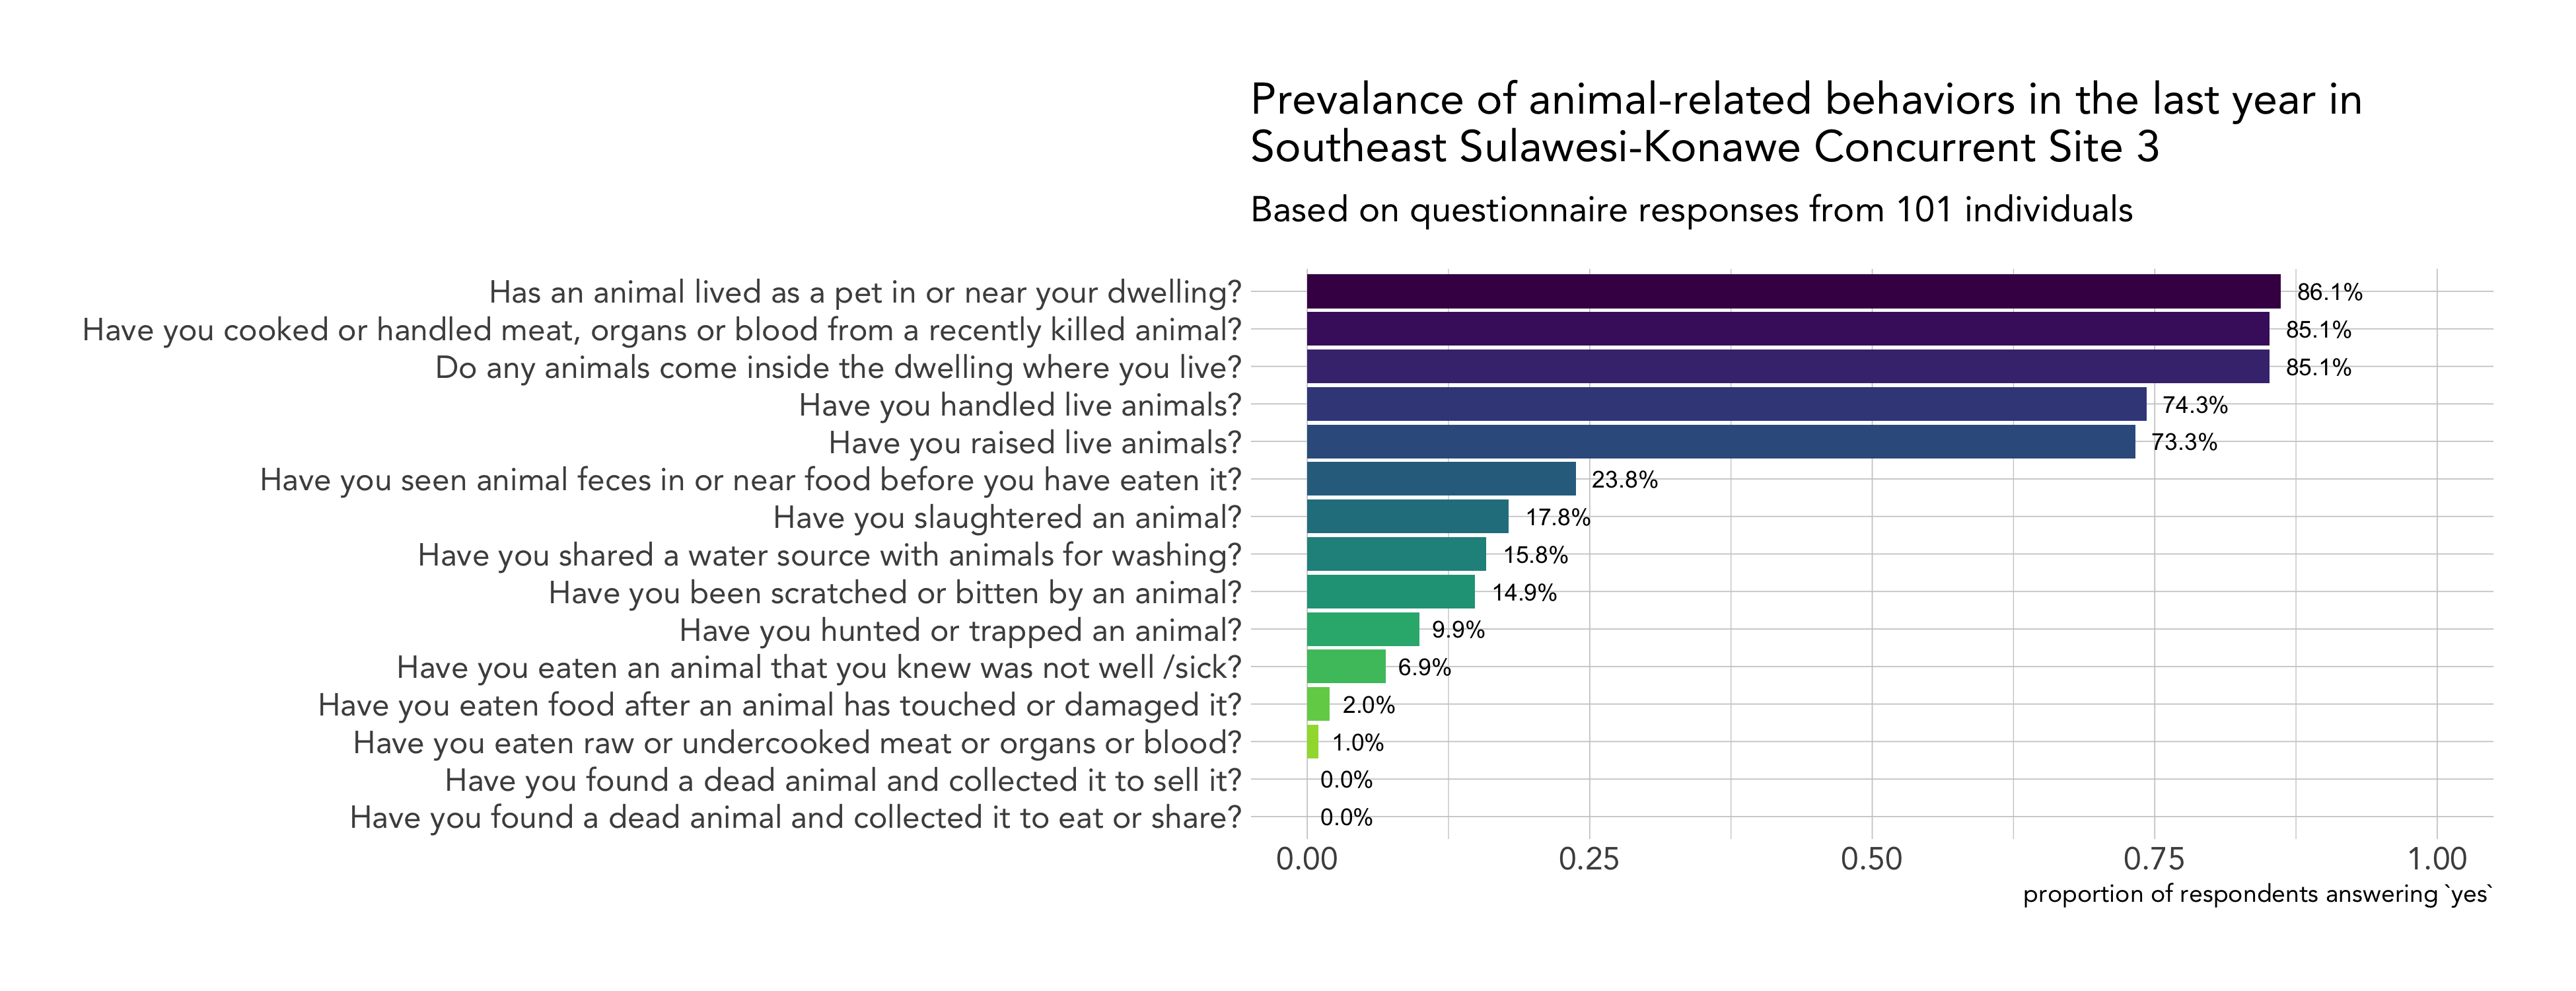 Prevalance of animal-related behaviors in the last year in
Southeast Sulawesi-Konawe Concurrent Site 3
Based on questionnaire responses from 101 individuals
Has an animal lived as a pet in or near your dwelling? 86.1%
Have you cooked or handled meat, organs or blood from a recently killed animal? 85.1%
Do any animals come inside the dwelling where you live? 85.1%
Have you handled live animals? 74.3%
Have you raised live animals? 73.3%
Have you seen animal feces in or near food before you have eaten it? 23.8%
Have you slaughtered an animal? 17.8%
Have you shared a water source with animals for washing? 15.8%
Have you been scratched or bitten by an animal? 14.9%
Have you hunted or trapped an animal? 9.9%
Have you eaten an animal that you knew was not well /sick? 6.9%
Have you eaten food after an animal has touched or damaged it? 2.0%
Have you eaten raw or undercooked meat or organs or blood? 1.0%
Have you found a dead animal and collected it to sell it? 0.0%
Have you found a dead animal and collected it to eat or share? 0.0%
0.00 0.25 0.50 0.75 1.00
proportion of respondents answering `yes`